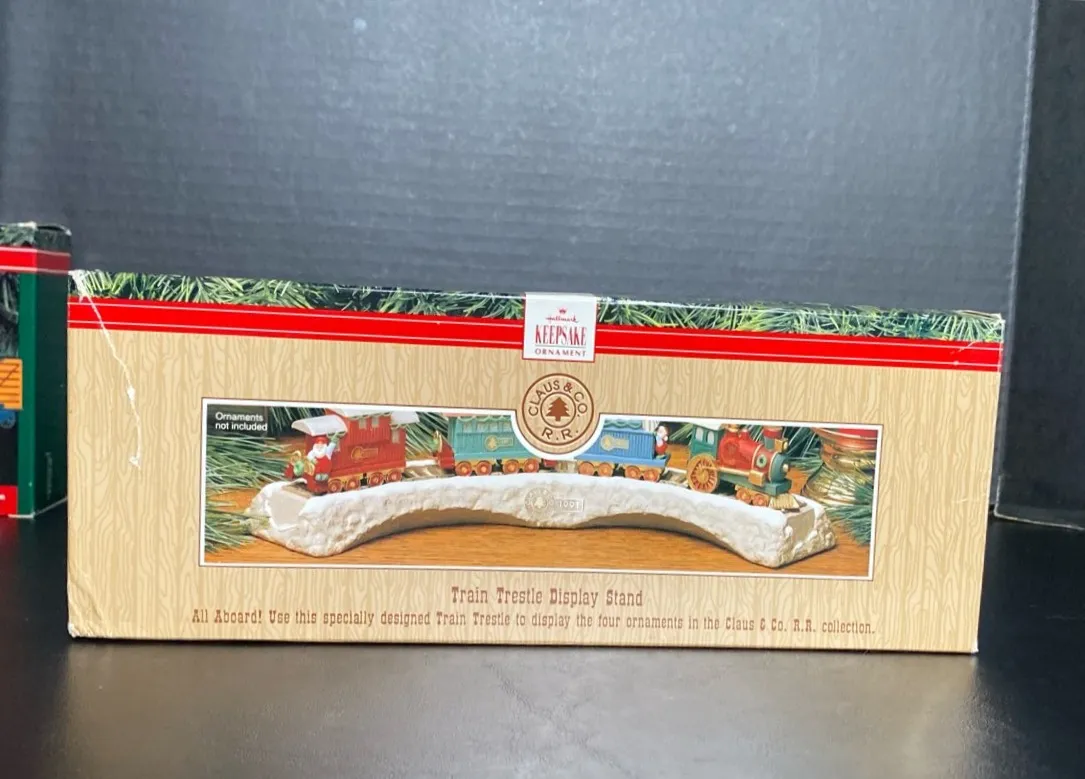 Hallmark
KEEPSAKE
ORNAMENT
CLAUS & CO.
R.R.
Ornaments
not included
Train Trestle Display Stand
All Aboard! Use this specially designed Train Trestle to display the four ornaments in the Claus & Co. R.R. collection.